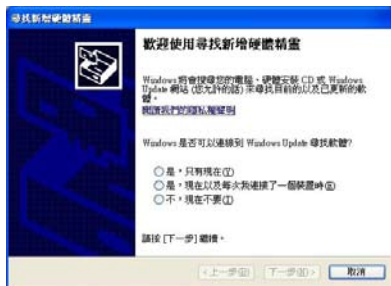 尋找新增硬體精靈
歡迎使用尋找新增硬體精靈
Windows 將會搜尋您的電腦、硬體安裝 CD 或 Windows
Update 網站 (您允許的話) 來尋找目前的以及已更新的軟
體。
閱讀我們的隱私權聲明
Windows 是否可以連線到 Windows Update 尋找軟體?
是，只有現在(Y)
是，現在以及每次我連接了一個裝置時(E)
不，現在不要(T)
請按 [下一步] 繼續。
<上一步(B) 下一步(N)> 取消